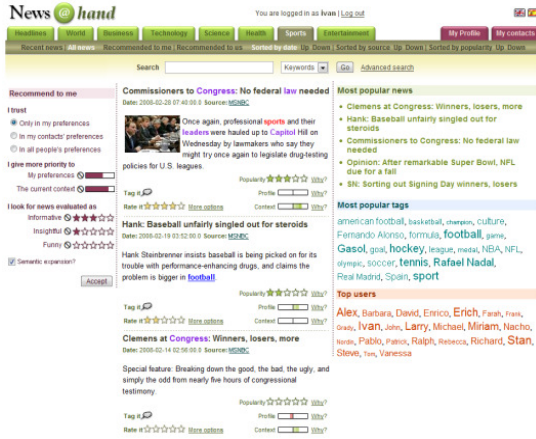 News @ hand
You are logged in as ivan | Log out
Headlines World Business Technology Science Health Sports Entertainment My Profile My contacts
Recent news | All news Recommended to me | Recommended to us Sorted by date Up Down | Sorted by source Up Down | Sorted by popularity Up Down
Search Keywords Go Advanced search
Recommend to me
I trust
Only in my preferences
In my contacts' preferences
In all people's preferences
I give more priority to
My preferences
The current context
I look for news evaluated as
Informative
Insightful
Funny
Semantic expansion?
Accept
Commissioners to Congress: No federal law needed
Date: 2008-02-28 07:40:00.0 Source: MSNBC
Once again, professional sports and their
leaders were hauled up to Capitol Hill on
Wednesday by lawmakers who say they
might try once again to legislate drug-testing
policies for U.S. leagues.
Popularity Why?
Tag it Profile Why?
Rate it More options Context Why?
Hank: Baseball unfairly singled out for steroids
Date: 2008-02-19 03:52:00.0 Source: MSNBC
Hank Steinbrenner insists baseball is being picked on for its
trouble with performance-enhancing drugs, and claims the
problem is bigger in football.
Popularity Why?
Tag it Profile Why?
Rate it More options Context Why?
Clemens at Congress: Winners, losers, more
Date: 2008-02-14 02:56:00.0 Source: MSNBC
Special feature: Breaking down the good, the bad, the ugly, and
simply the odd from nearly five hours of congressional
testimony.
Popularity Why?
Tag it Profile Why?
Rate it More options Context Why?
Most popular news
Clemens at Congress: Winners, losers, more
Hank: Baseball unfairly singled out for
steroids
Commissioners to Congress: No federal law
needed
Opinion: After remarkable Super Bowl, NFL
due for a fall
SN: Sorting out Signing Day winners, losers
Most popular tags
american football, basketball, champion, culture,
Fernando Alonso, formula, football, game,
Gasol, goal, hockey, league, medal, NBA, NFL,
olympic, soccer, tennis, Rafael Nadal,
Real Madrid, Spain, sport
Top users
Alex, Barbara, David, Enrico, Erich, Farah, Frank,
Grady, Ivan, John, Larry, Michael, Miriam, Nacho,
Nordin, Pablo, Patrick, Ralph, Rebecca, Richard, Stan,
Steve, Tom, Vanessa